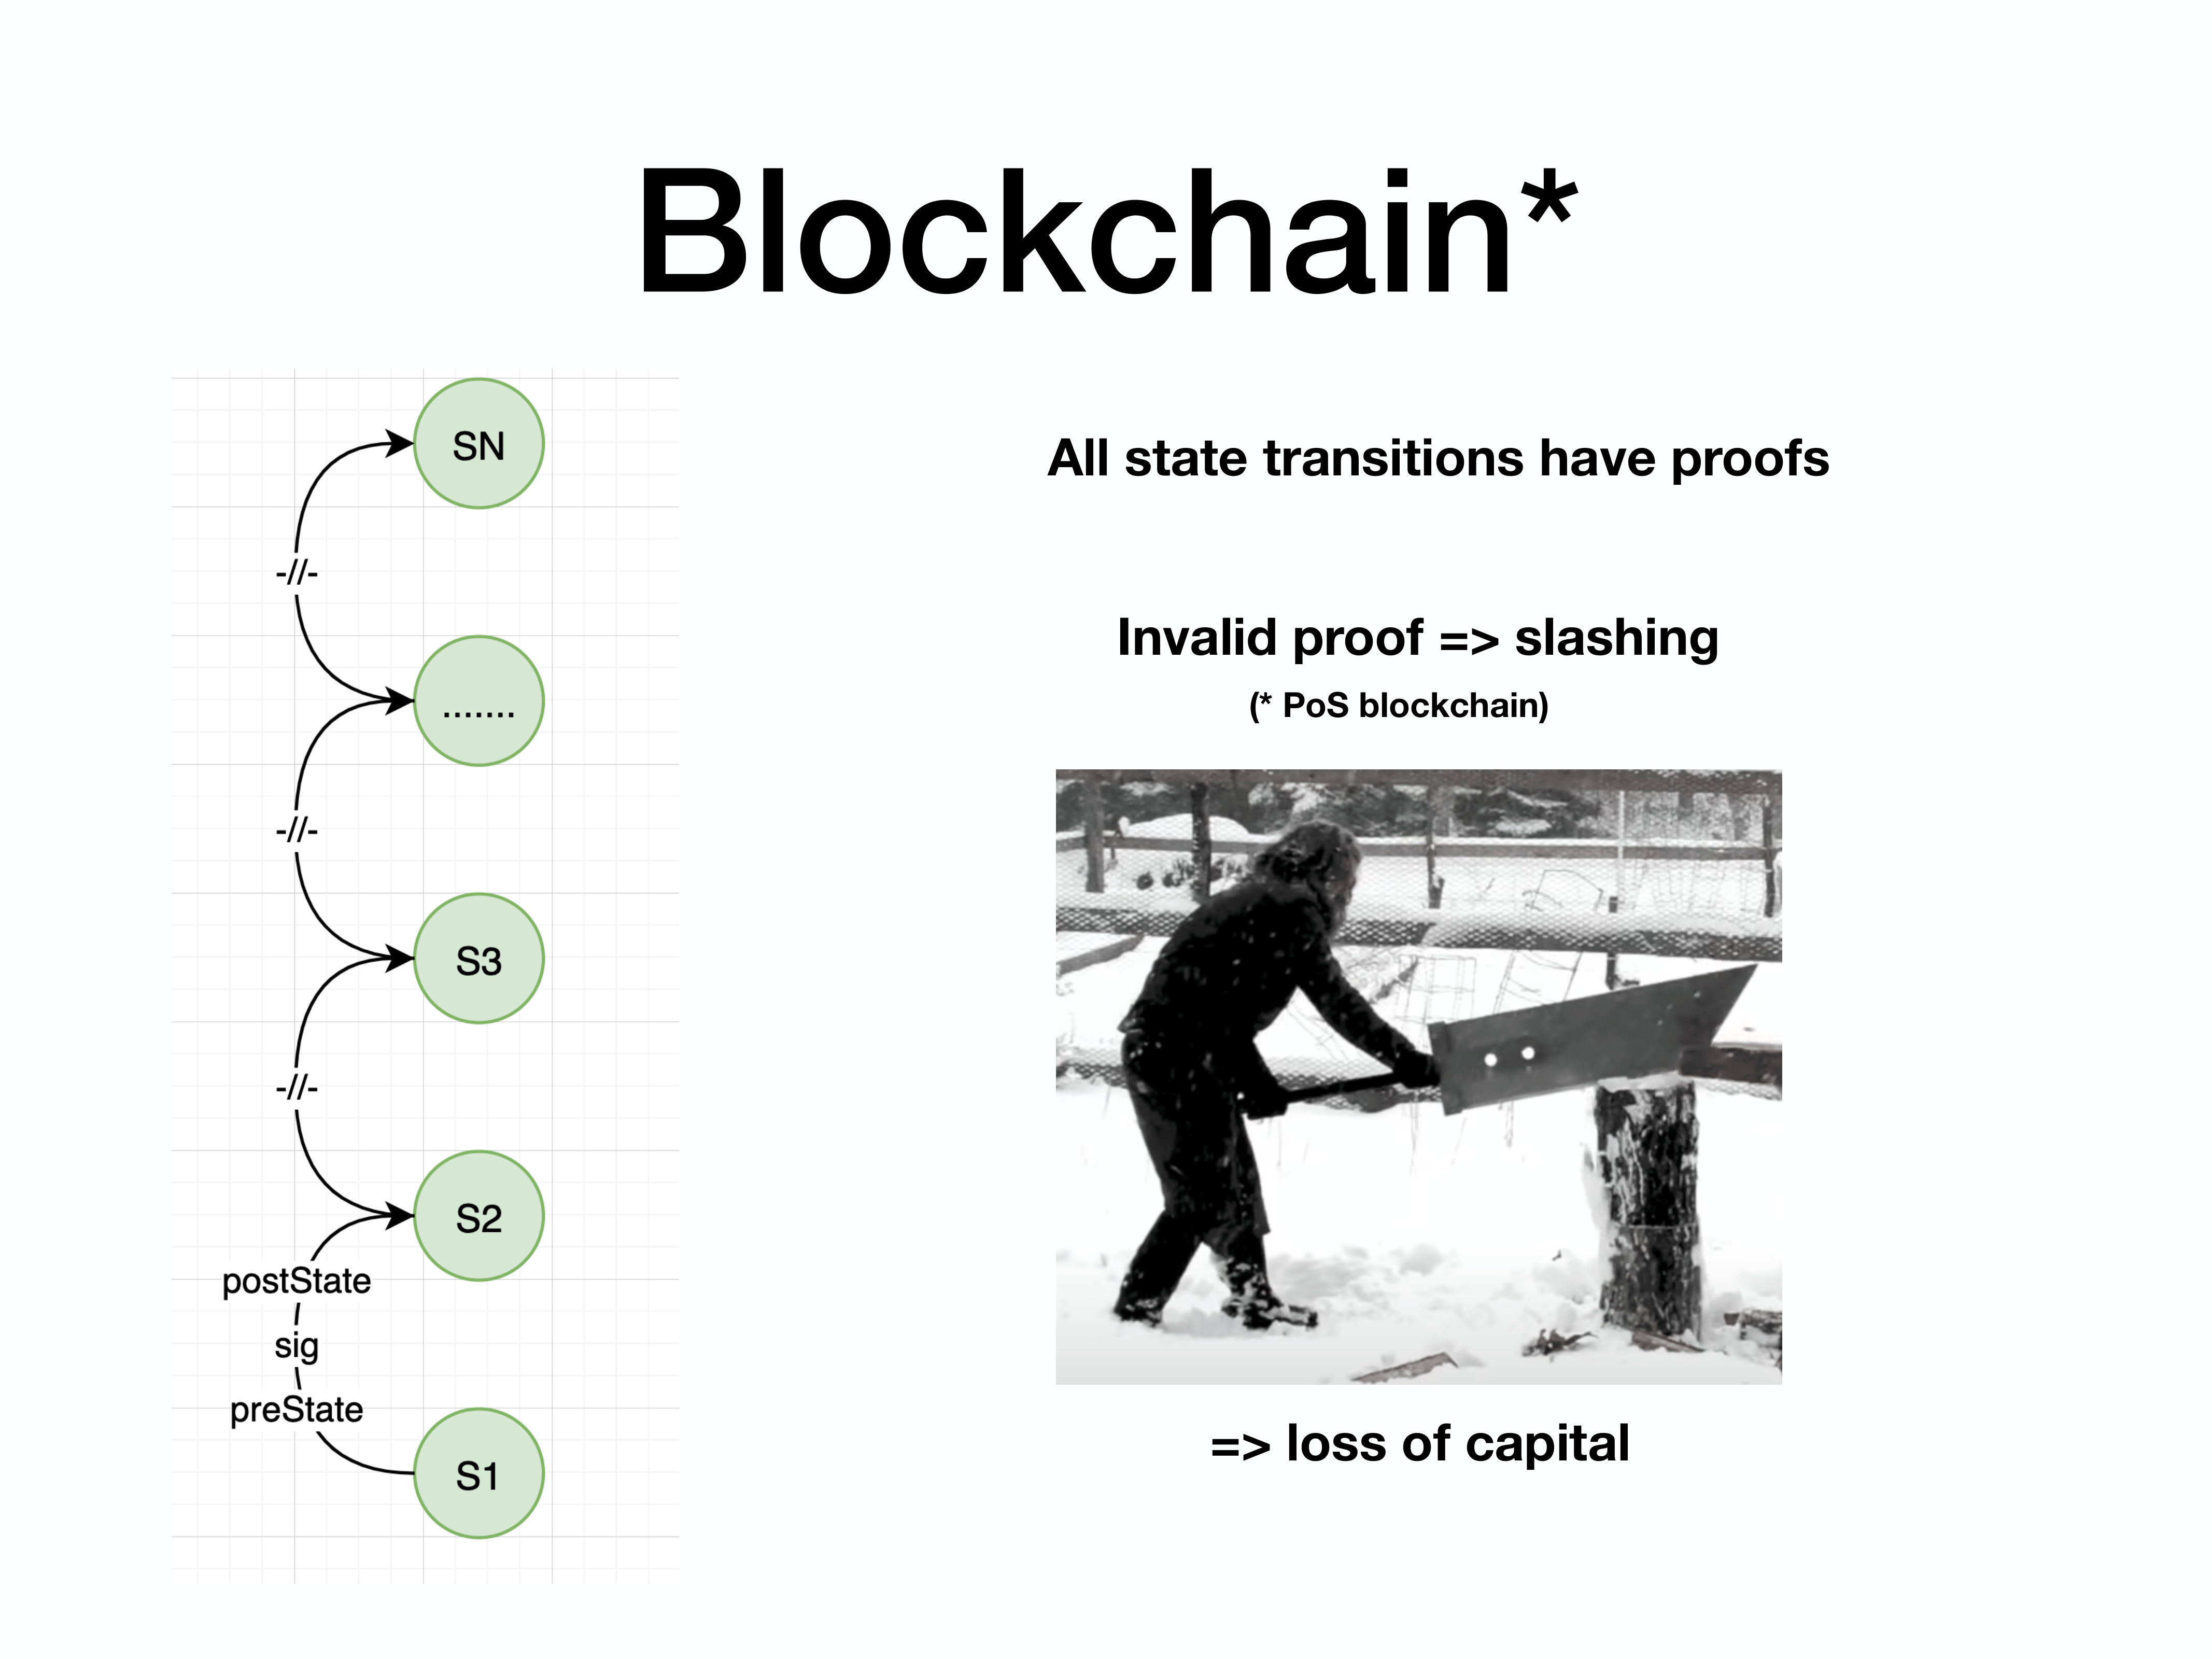 Blockchain*
SN
-//-
.......
-//-
S3
-//-
S2
postState
sig
preState
S1
All state transitions have proofs
Invalid proof => slashing
(* PoS blockchain)
=> loss of capital